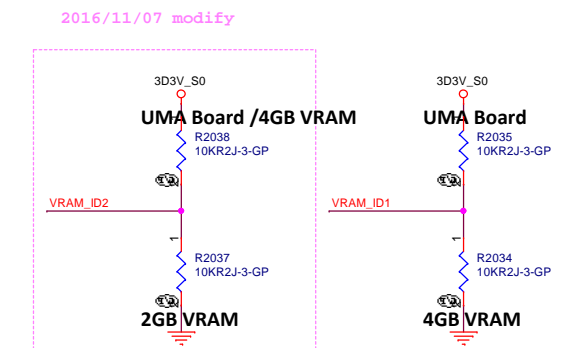 2016/11/07 modify
3D3V_S0
3D3V_S0
UMA Board /4GB VRAM
UMA Board
R2038
10KR2J-3-GP
R2035
10KR2J-3-GP
VRAM_ID2
VRAM_ID1
1
1
R2037
10KR2J-3-GP
R2034
10KR2J-3-GP
2GB VRAM
4GB VRAM